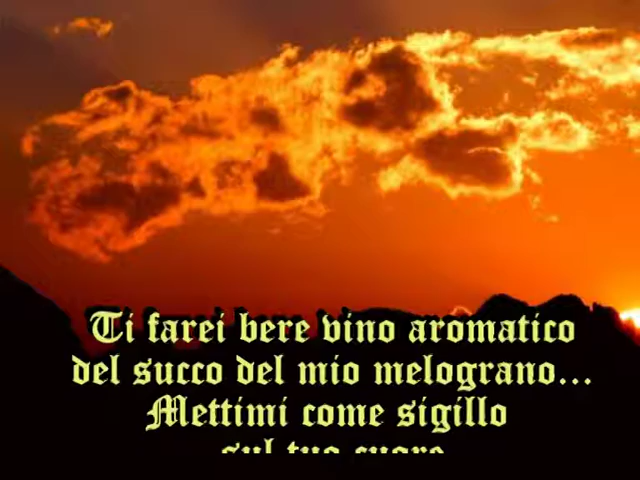 Ti farei bere vino aromatico
del succo del mio melograno...
Mettimi come sigillo
sul tuo cuore